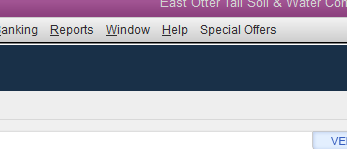 East Otter Tail Soil & Water Con
anking Reports Window Help Special Offers
VE